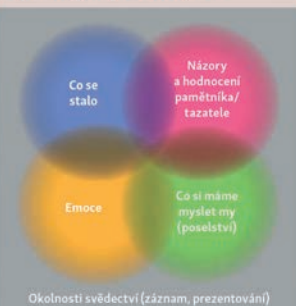 Co se
stalo
Názory
a hodnocení
pamětníka/
tazatele
Emoce
Co si máme
myslet my
(poselství)
Okolnosti svědectví (záznam, prezentování)